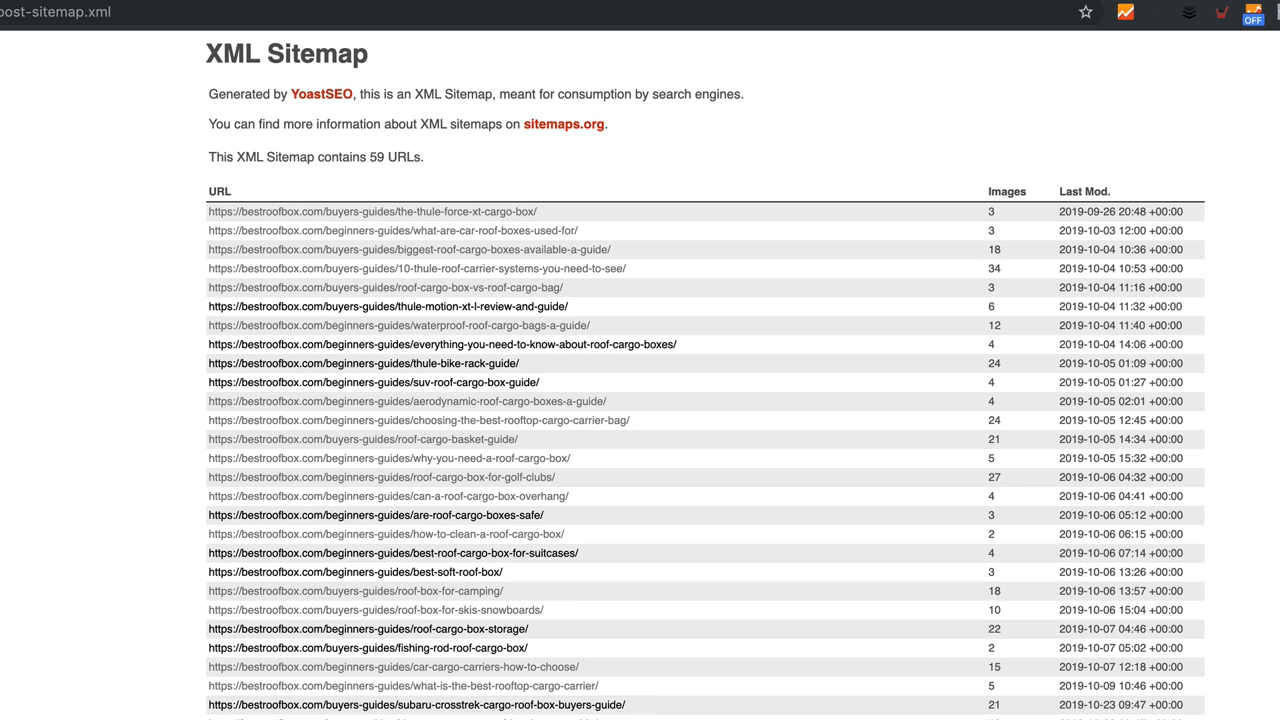 post-sitemap.xml
OFF
XML Sitemap
Generated by YoastSEO, this is an XML Sitemap, meant for consumption by search engines.
You can find more information about XML sitemaps on sitemaps.org.
This XML Sitemap contains 59 URLs.
URL Images Last Mod.
https://bestroofbox.com/buyers-guides/the-thule-force-xt-cargo-box/ 3 2019-09-26 20:48 +00:00
https://bestroofbox.com/beginners-guides/what-are-car-roof-boxes-used-for/ 3 2019-10-03 12:00 +00:00
https://bestroofbox.com/buyers-guides/biggest-roof-cargo-boxes-available-a-guide/ 18 2019-10-04 10:36 +00:00
https://bestroofbox.com/buyers-guides/10-thule-roof-carrier-systems-you-need-to-see/ 34 2019-10-04 10:53 +00:00
https://bestroofbox.com/buyers-guides/roof-cargo-box-vs-roof-cargo-bag/ 3 2019-10-04 11:16 +00:00
https://bestroofbox.com/buyers-guides/thule-motion-xt-l-review-and-guide/ 6 2019-10-04 11:32 +00:00
https://bestroofbox.com/beginners-guides/waterproof-roof-cargo-bags-a-guide/ 12 2019-10-04 11:40 +00:00
https://bestroofbox.com/beginners-guides/everything-you-need-to-know-about-roof-cargo-boxes/ 4 2019-10-04 14:06 +00:00
https://bestroofbox.com/beginners-guides/thule-bike-rack-guide/ 24 2019-10-05 01:09 +00:00
https://bestroofbox.com/beginners-guides/suv-roof-cargo-box-guide/ 4 2019-10-05 01:27 +00:00
https://bestroofbox.com/beginners-guides/aerodynamic-roof-cargo-boxes-a-guide/ 4 2019-10-05 02:01 +00:00
https://bestroofbox.com/beginners-guides/choosing-the-best-rooftop-cargo-carrier-bag/ 24 2019-10-05 12:45 +00:00
https://bestroofbox.com/buyers-guides/roof-cargo-basket-guide/ 21 2019-10-05 14:34 +00:00
https://bestroofbox.com/beginners-guides/why-you-need-a-roof-cargo-box/ 5 2019-10-05 15:32 +00:00
https://bestroofbox.com/beginners-guides/roof-cargo-box-for-golf-clubs/ 27 2019-10-06 04:32 +00:00
https://bestroofbox.com/beginners-guides/can-a-roof-cargo-box-overhang/ 4 2019-10-06 04:41 +00:00
https://bestroofbox.com/beginners-guides/are-roof-cargo-boxes-safe/ 3 2019-10-06 05:12 +00:00
https://bestroofbox.com/beginners-guides/how-to-clean-a-roof-cargo-box/ 2 2019-10-06 06:15 +00:00
https://bestroofbox.com/beginners-guides/best-roof-cargo-box-for-suitcases/ 4 2019-10-06 07:14 +00:00
https://bestroofbox.com/beginners-guides/best-soft-roof-box/ 3 2019-10-06 13:26 +00:00
https://bestroofbox.com/buyers-guides/roof-box-for-camping/ 18 2019-10-06 13:57 +00:00
https://bestroofbox.com/buyers-guides/roof-box-for-skis-snowboards/ 10 2019-10-06 15:04 +00:00
https://bestroofbox.com/beginners-guides/roof-cargo-box-storage/ 22 2019-10-07 04:46 +00:00
https://bestroofbox.com/buyers-guides/fishing-rod-roof-cargo-box/ 2 2019-10-07 05:02 +00:00
https://bestroofbox.com/beginners-guides/car-cargo-carriers-how-to-choose/ 15 2019-10-07 12:18 +00:00
https://bestroofbox.com/beginners-guides/what-is-the-best-rooftop-cargo-carrier/ 5 2019-10-09 10:46 +00:00
https://bestroofbox.com/buyers-guides/subaru-crosstrek-cargo-roof-box-buyers-guide/ 21 2019-10-23 09:47 +00:00